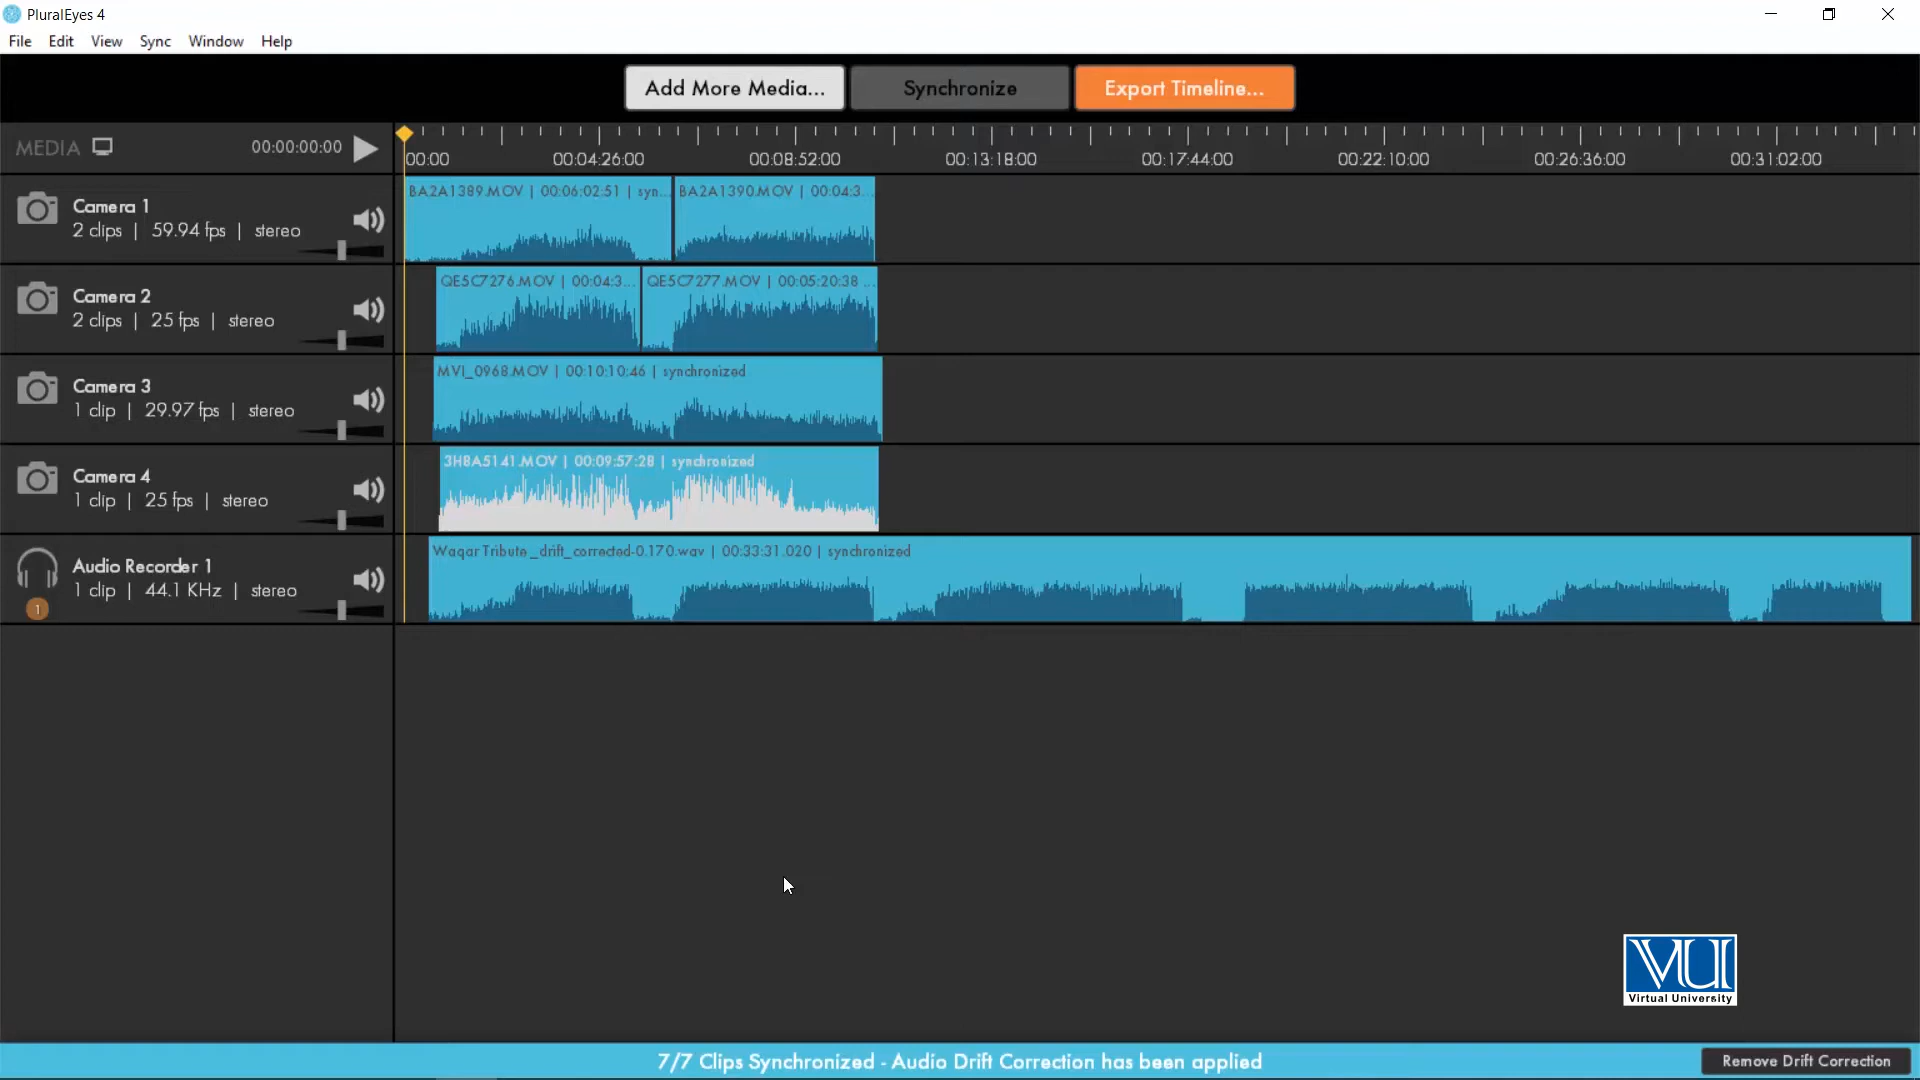 PluralEyes 4
File Edit View Sync Window Help
Add More Media... Synchronize Export Timeline...
MEDIA 00:00:00:00
00:00 00:04:26:00 00:08:52:00 00:13:18:00 00:17:44:00 00:22:10:00 00:26:36:00 00:31:02:00
Camera 1
2 clips | 59.94 fps | stereo
BA2A1389.MOV | 00:06:02:51 | syn... BA2A1390.MOV | 00:04:3...
Camera 2
2 clips | 25 fps | stereo
QE5C7276.MOV | 00:04:3... QE5C7277.MOV | 00:05:20:38 ...
Camera 3
1 clip | 29.97 fps | stereo
MVI_0968.MOV | 00:10:10:46 | synchronized
Camera 4
1 clip | 25 fps | stereo
3H8A5141.MOV | 00:09:57:28 | synchronized
Audio Recorder 1
1 clip | 44.1 KHz | stereo
1
Waqar Tribute_drift_corrected-0.170.wav | 00:33:31.020 | synchronized
VU
Virtual University
7/7 Clips Synchronized - Audio Drift Correction has been applied
Remove Drift Correction